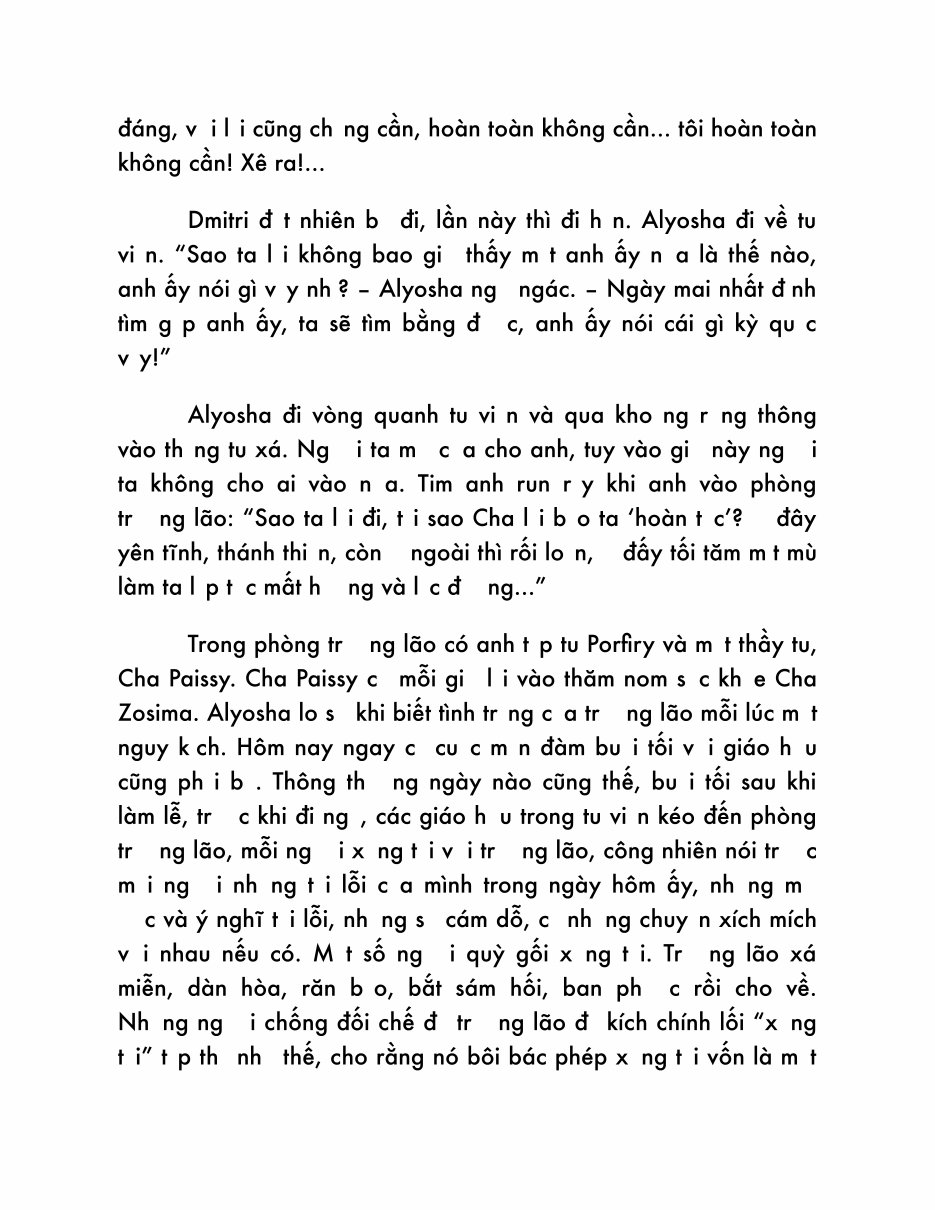 đáng, v i l i cũng ch ng cần, hoàn toàn không cần... tôi hoàn toàn
không cần! Xê ra!...
Dmitri đ t nhiên b đi, lần này thì đi h n. Alyosha đi về tu
vi n. “Sao ta l i không bao gi thấy m t anh ấy n a là thế nào,
anh ấy nói gì v y nh ? – Alyosha ng ngác. – Ngày mai nhất đ nh
tìm g p anh ấy, ta sẽ tìm bằng đ c, anh ấy nói cái gì kỳ qu c
v y!”
Alyosha đi vòng quanh tu vi n và qua kho ng r ng thông
vào th ng tu xá. Ng i ta m c a cho anh, tuy vào gi này ng i
ta không cho ai vào n a. Tim anh run r y khi anh vào phòng
tr ng lão: “Sao ta l i đi, t i sao Cha l i b o ta ‘hoàn t c’? đây
yên tĩnh, thánh thi n, còn ngoài thì rối lo n, đấy tối tăm m t mù
làm ta l p t c mất h ng và l c đ ng...”
Trong phòng tr ng lão có anh t p tu Porfiry và m t thầy tu,
Cha Paissy. Cha Paissy c mỗi gi l i vào thăm nom s c kh e Cha
Zosima. Alyosha lo s khi biết tình tr ng c a tr ng lão mỗi lúc m t
nguy k ch. Hôm nay ngay c cu c m n đàm bu i tối v i giáo h u
cũng ph i b . Thông th ng ngày nào cũng thế, bu i tối sau khi
làm lễ, tr c khi đi ng , các giáo h u trong tu vi n kéo đến phòng
tr ng lão, mỗi ng i x ng t i v i tr ng lão, công nhiên nói tr c
m i ng i nh ng t i lỗi c a mình trong ngày hôm ấy, nh ng m
c và ý nghĩ t i lỗi, nh ng s cám dỗ, c nh ng chuy n xích mích
v i nhau nếu có. M t số ng i quỳ gối x ng t i. Tr ng lão xá
miễn, dàn hòa, răn b o, bắt sám hối, ban ph c rồi cho về.
Nh ng ng i chống đối chế đ tr ng lão đ kích chính lối “x ng
t i” t p th nh thế, cho rằng nó bôi bác phép x ng t i vốn là m t